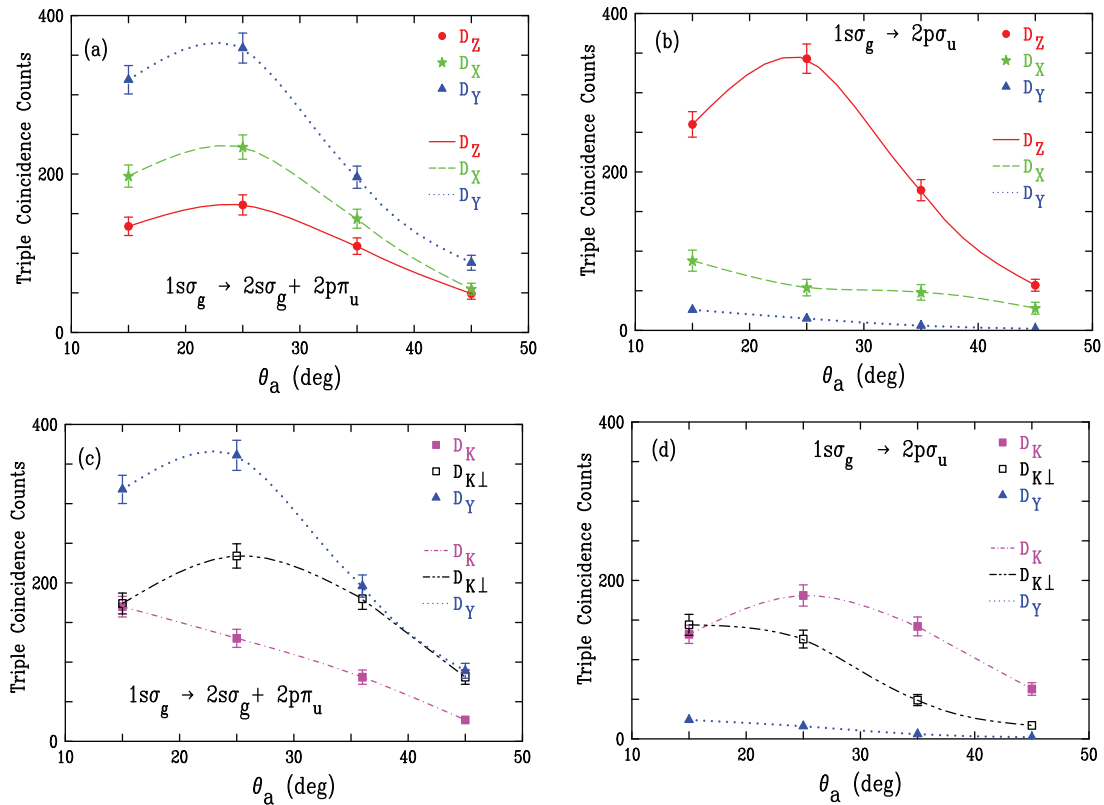 (a)
D_Z
D_X
D_Y
D_Z
D_X
D_Y
1sσ_g → 2sσ_g + 2pπ_u
Triple Coincidence Counts
400
200
0
10 20 30 40 50
θ_a (deg)
(b)
1sσ_g → 2pσ_u
D_Z
D_X
D_Y
D_Z
D_X
D_Y
Triple Coincidence Counts
400
200
0
10 20 30 40 50
θ_a (deg)
(c)
D_K
D_K⊥
D_Y
D_K
D_K⊥
D_Y
1sσ_g → 2sσ_g + 2pπ_u
Triple Coincidence Counts
400
200
0
10 20 30 40 50
θ_a (deg)
(d)
1sσ_g → 2pσ_u
D_K
D_K⊥
D_Y
D_K
D_K⊥
D_Y
Triple Coincidence Counts
400
200
0
10 20 30 40 50
θ_a (deg)